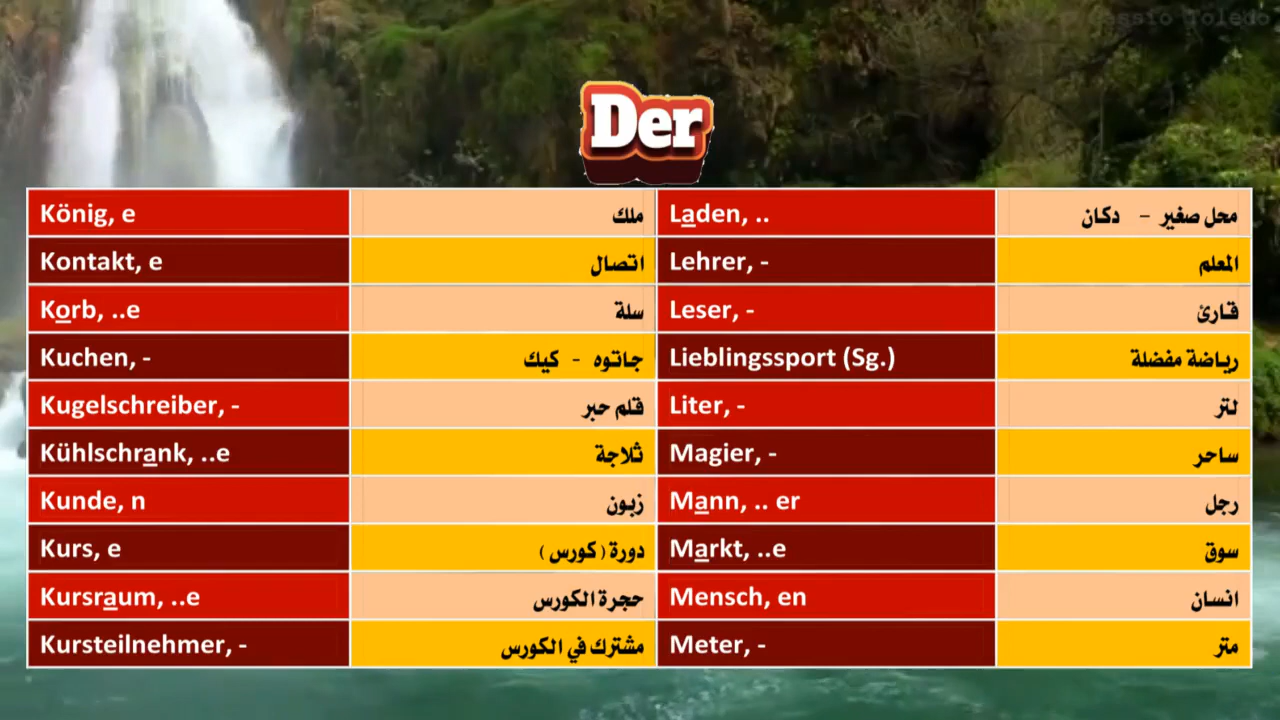 Cassio Toledo
Der
König, e ملك Laden, .. محل صغير - دكان
Kontakt, e اتصال Lehrer, - المعلم
Korb, ..e سلة Leser, - قارئ
Kuchen, - جاتوه - كيك Lieblingssport (Sg.) رياضة مفضلة
Kugelschreiber, - قلم حبر Liter, - لتر
Kühlschrank, ..e ثلاجة Magier, - ساحر
Kunde, n زبون Mann, .. er رجل
Kurs, e دورة ( كورس ) Markt, ..e سوق
Kursraum, ..e حجرة الكورس Mensch, en انسان
Kursteilnehmer, - مشترك في الكورس Meter, - متر